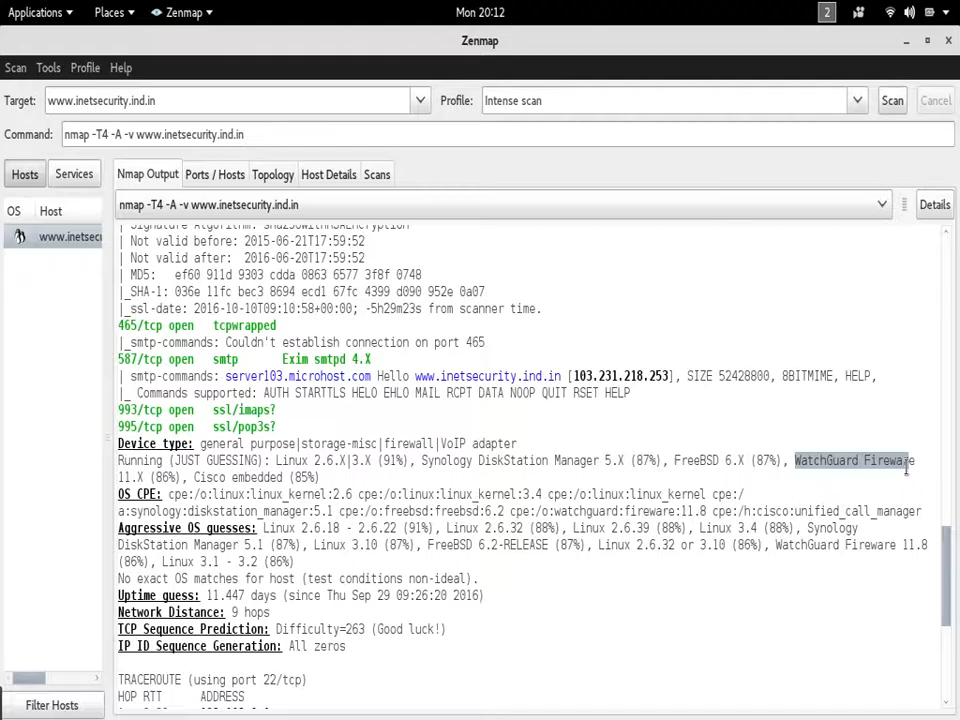 Applications Places Zenmap Mon 20:12 2
Zenmap
Scan Tools Profile Help
Target: www.inetsecurity.ind.in Profile: Intense scan Scan Cancel
Command: nmap -T4 -A -v www.inetsecurity.ind.in
Hosts Services Nmap Output Ports / Hosts Topology Host Details Scans
OS Host nmap -T4 -A -v www.inetsecurity.ind.in Details
www.inetsec
| Signature Algorithm: sha256WithRSAEncryption
| Not valid before: 2015-06-21T17:59:52
| Not valid after:  2016-06-20T17:59:52
| MD5:   ef60 911d 9303 cdda 0863 6577 3f8f 0748
|_SHA-1: 036e 11fc bec3 8694 ecd1 67fc 4399 d090 952e 0a07
|_ssl-date: 2016-10-10T09:10:58+00:00; -5h29m23s from scanner time.
465/tcp open  tcpwrapped
|_smtp-commands: Couldn't establish connection on port 465
587/tcp open  smtp       Exim smtpd 4.X
| smtp-commands: server103.microhost.com Hello www.inetsecurity.ind.in [103.231.218.253], SIZE 52428800, 8BITMIME, HELP,
|_ Commands supported: AUTH STARTTLS HELO EHLO MAIL RCPT DATA NOOP QUIT RSET HELP
993/tcp open  ssl/imaps?
995/tcp open  ssl/pop3s?
Device type: general purpose|storage-misc|firewall|VoIP adapter
Running (JUST GUESSING): Linux 2.6.X|3.X (91%), Synology DiskStation Manager 5.X (87%), FreeBSD 6.X (87%), WatchGuard Fireware
11.X (86%), Cisco embedded (85%)
OS CPE: cpe:/o:linux:linux_kernel:2.6 cpe:/o:linux:linux_kernel:3.4 cpe:/o:linux:linux_kernel cpe:/
a:synology:diskstation_manager:5.1 cpe:/o:freebsd:freebsd:6.2 cpe:/o:watchguard:fireware:11.8 cpe:/h:cisco:unified_call_manager
Aggressive OS guesses: Linux 2.6.18 - 2.6.22 (91%), Linux 2.6.32 (88%), Linux 2.6.39 (88%), Linux 3.4 (88%), Synology
DiskStation Manager 5.1 (87%), Linux 3.10 (87%), FreeBSD 6.2-RELEASE (87%), Linux 2.6.32 or 3.10 (86%), WatchGuard Fireware 11.8
(86%), Linux 3.1 - 3.2 (86%)
No exact OS matches for host (test conditions non-ideal).
Uptime guess: 11.447 days (since Thu Sep 29 09:26:20 2016)
Network Distance: 9 hops
TCP Sequence Prediction: Difficulty=263 (Good luck!)
IP ID Sequence Generation: All zeros
TRACEROUTE (using port 22/tcp)
HOP RTT     ADDRESS
Filter Hosts